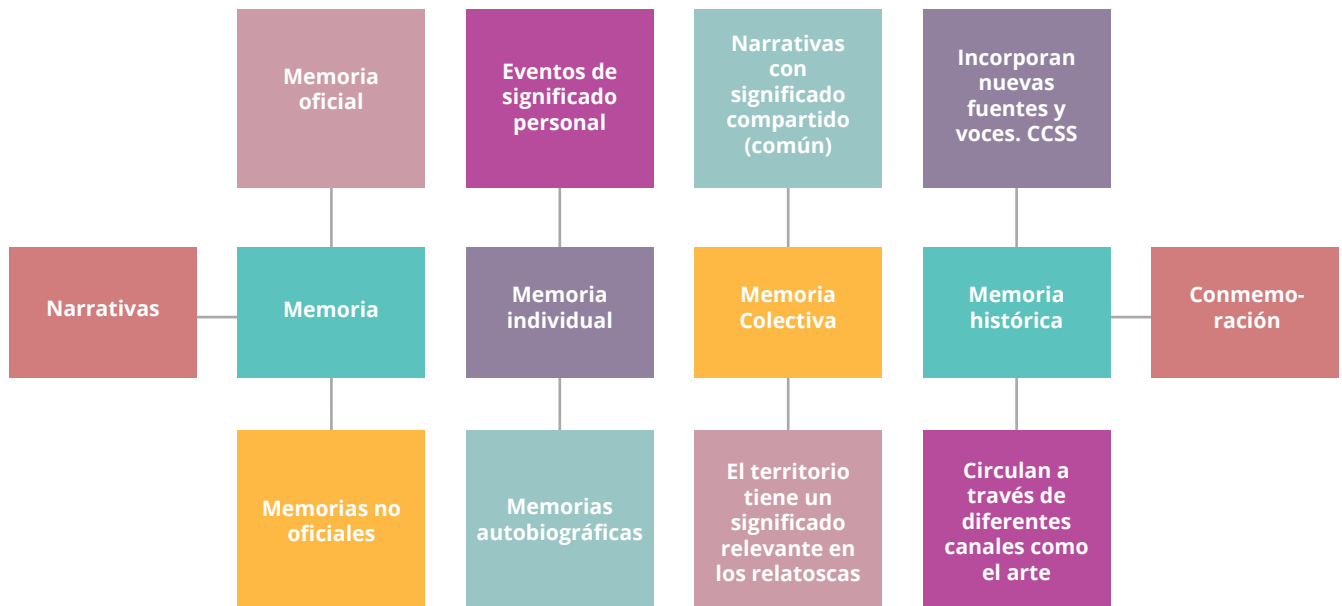 Memoria
oficial
Eventos de
significado
personal
Narrativas
con
significado
compartido
(común)
Incorporan
nuevas
fuentes y
voces. CCSS
Narrativas
Memoria
Memoria
individual
Memoria
Colectiva
Memoria
histórica
Conmemo-
ración
Memorias no
oficiales
Memorias
autobiográficas
El territorio
tiene un
significado
relevante en
los relatoscas
Circulan a
través de
diferentes
canales como
el arte